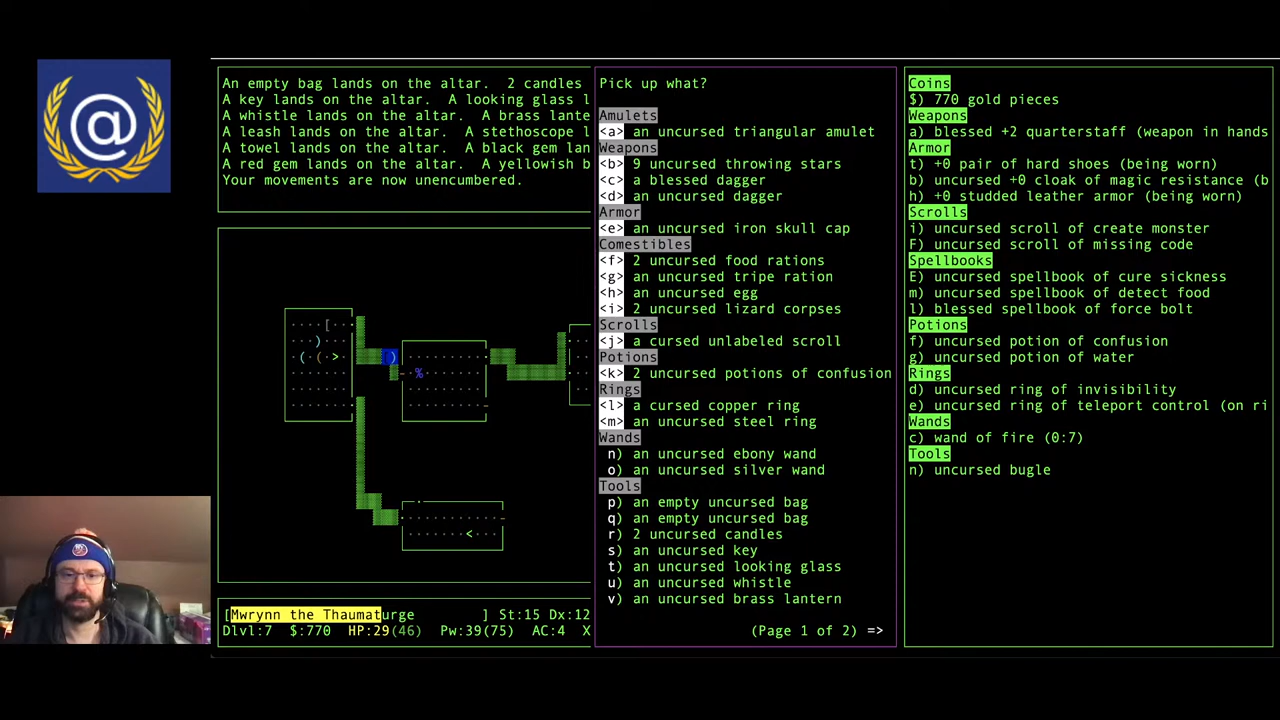 @
An empty bag lands on the altar.  2 candles
A key lands on the altar.  A looking glass l
A whistle lands on the altar.  A brass lante
A leash lands on the altar.  A stethoscope l
A towel lands on the altar.  A black gem lan
A red gem lands on the altar.  A yellowish b
Your movements are now unencumbered.
[Mwrynn the Thaumaturge          ] St:15 Dx:12
Dlvl:7  $:770  HP:29(46)  Pw:39(75)  AC:4  X
Pick up what?
Amulets
<a> an uncursed triangular amulet
Weapons
<b> 9 uncursed throwing stars
<c> a blessed dagger
<d> an uncursed dagger
Armor
<e> an uncursed iron skull cap
Comestibles
<f> 2 uncursed food rations
<g> an uncursed tripe ration
<h> an uncursed egg
<i> 2 uncursed lizard corpses
Scrolls
<j> a cursed unlabeled scroll
Potions
<k> 2 uncursed potions of confusion
Rings
<l> a cursed copper ring
<m> an uncursed steel ring
Wands
n) an uncursed ebony wand
o) an uncursed silver wand
Tools
p) an empty uncursed bag
q) an empty uncursed bag
r) 2 uncursed candles
s) an uncursed key
t) an uncursed looking glass
u) an uncursed whistle
v) an uncursed brass lantern
(Page 1 of 2) =>
Coins
$) 770 gold pieces
Weapons
a) blessed +2 quarterstaff (weapon in hands
Armor
t) +0 pair of hard shoes (being worn)
b) uncursed +0 cloak of magic resistance (b
h) +0 studded leather armor (being worn)
Scrolls
i) uncursed scroll of create monster
F) uncursed scroll of missing code
Spellbooks
E) uncursed spellbook of cure sickness
m) uncursed spellbook of detect food
l) blessed spellbook of force bolt
Potions
f) uncursed potion of confusion
g) uncursed potion of water
Rings
d) uncursed ring of invisibility
e) uncursed ring of teleport control (on ri
Wands
c) wand of fire (0:7)
Tools
n) uncursed bugle